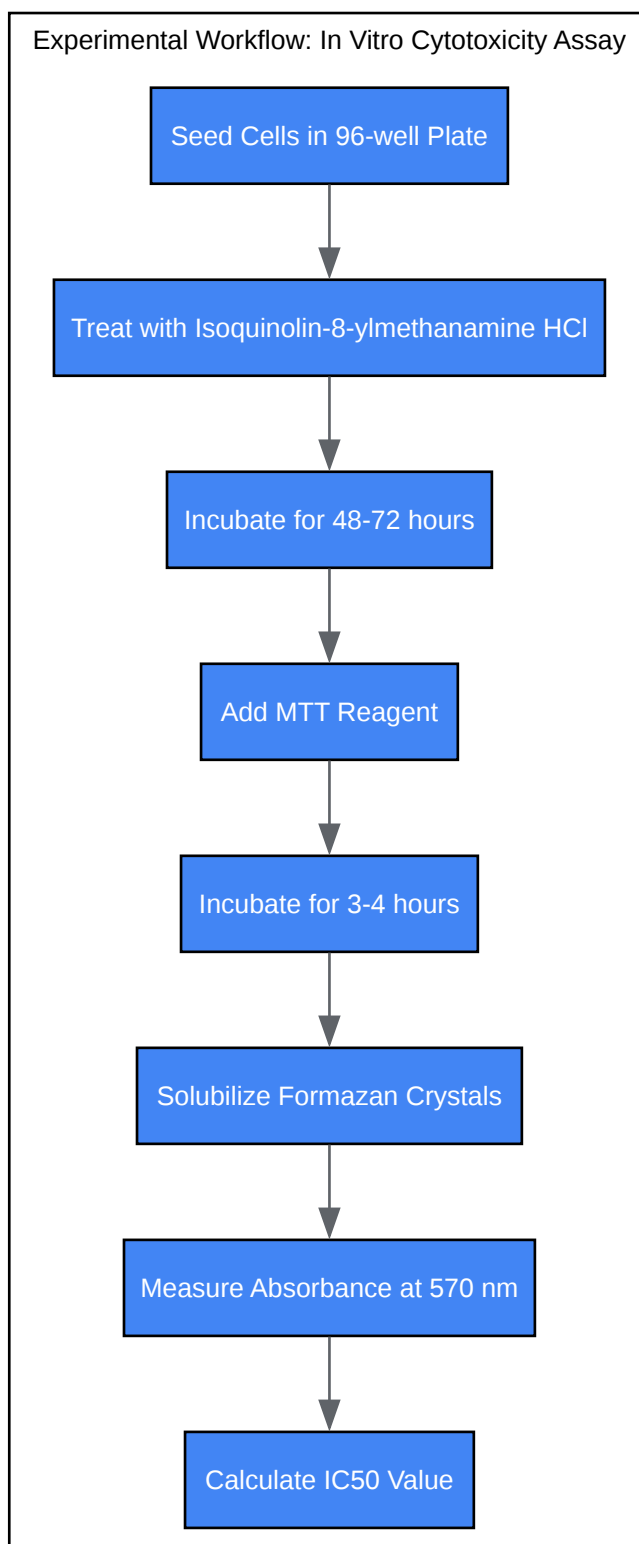 Experimental Workflow: In Vitro Cytotoxicity Assay
Seed Cells in 96-well Plate
Treat with Isoquinolin-8-ylmethanamine HCl
Incubate for 48-72 hours
Add MTT Reagent
Incubate for 3-4 hours
Solubilize Formazan Crystals
Measure Absorbance at 570 nm
Calculate IC50 Value